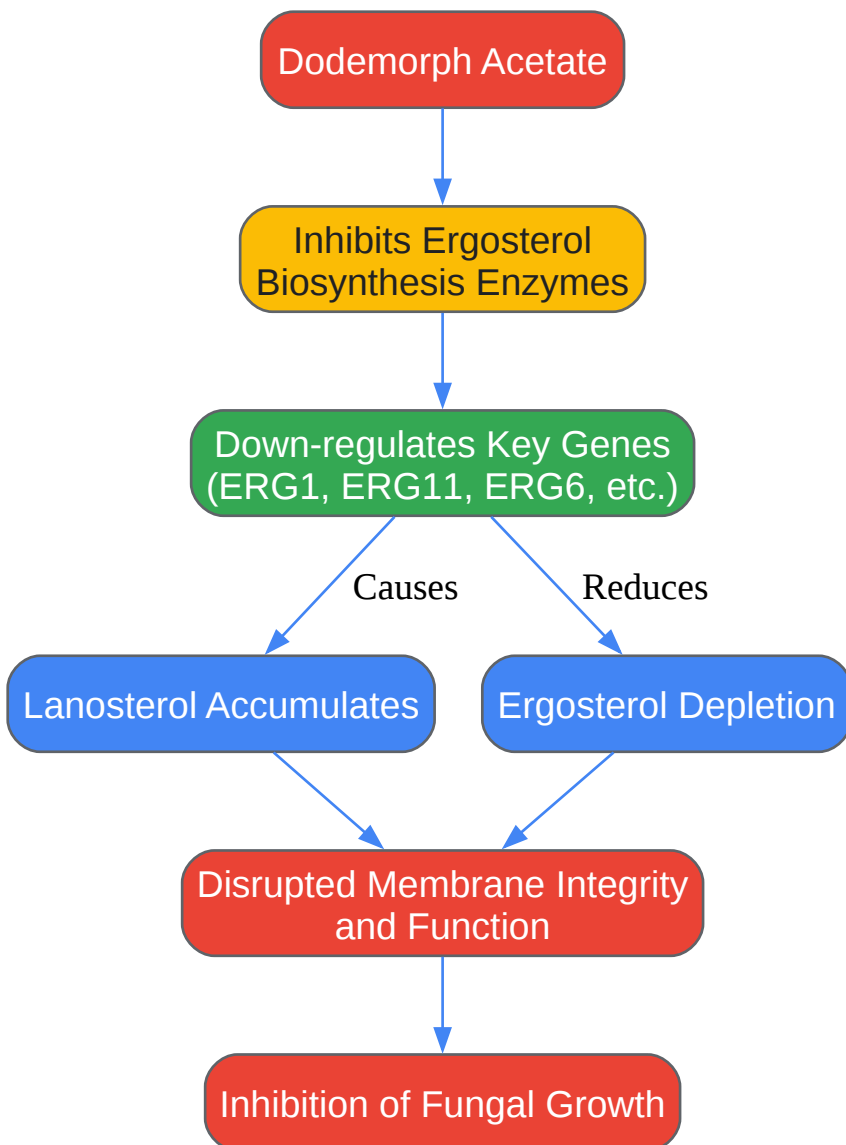 Dodemorph Acetate
Inhibits Ergosterol
Biosynthesis Enzymes
Down-regulates Key Genes
(ERG1, ERG11, ERG6, etc.)
Causes
Reduces
Lanosterol Accumulates
Ergosterol Depletion
Disrupted Membrane Integrity
and Function
Inhibition of Fungal Growth